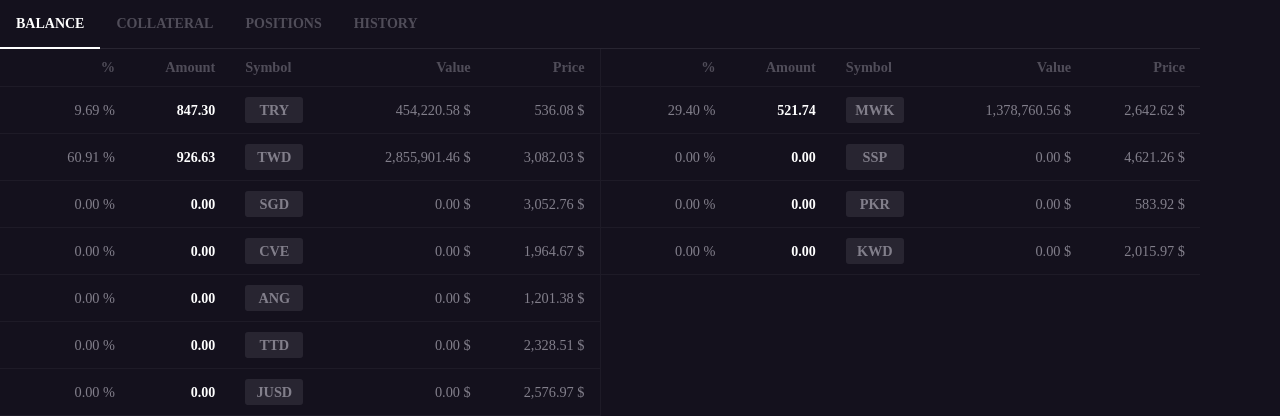 BALANCE COLLATERAL POSITIONS HISTORY
% Amount Symbol Value Price % Amount Symbol Value Price
9.69 % 847.30 TRY 454,220.58 $ 536.08 $ 29.40 % 521.74 MWK 1,378,760.56 $ 2,642.62 $
60.91 % 926.63 TWD 2,855,901.46 $ 3,082.03 $ 0.00 % 0.00 SSP 0.00 $ 4,621.26 $
0.00 % 0.00 SGD 0.00 $ 3,052.76 $ 0.00 % 0.00 PKR 0.00 $ 583.92 $
0.00 % 0.00 CVE 0.00 $ 1,964.67 $ 0.00 % 0.00 KWD 0.00 $ 2,015.97 $
0.00 % 0.00 ANG 0.00 $ 1,201.38 $
0.00 % 0.00 TTD 0.00 $ 2,328.51 $
0.00 % 0.00 JUSD 0.00 $ 2,576.97 $